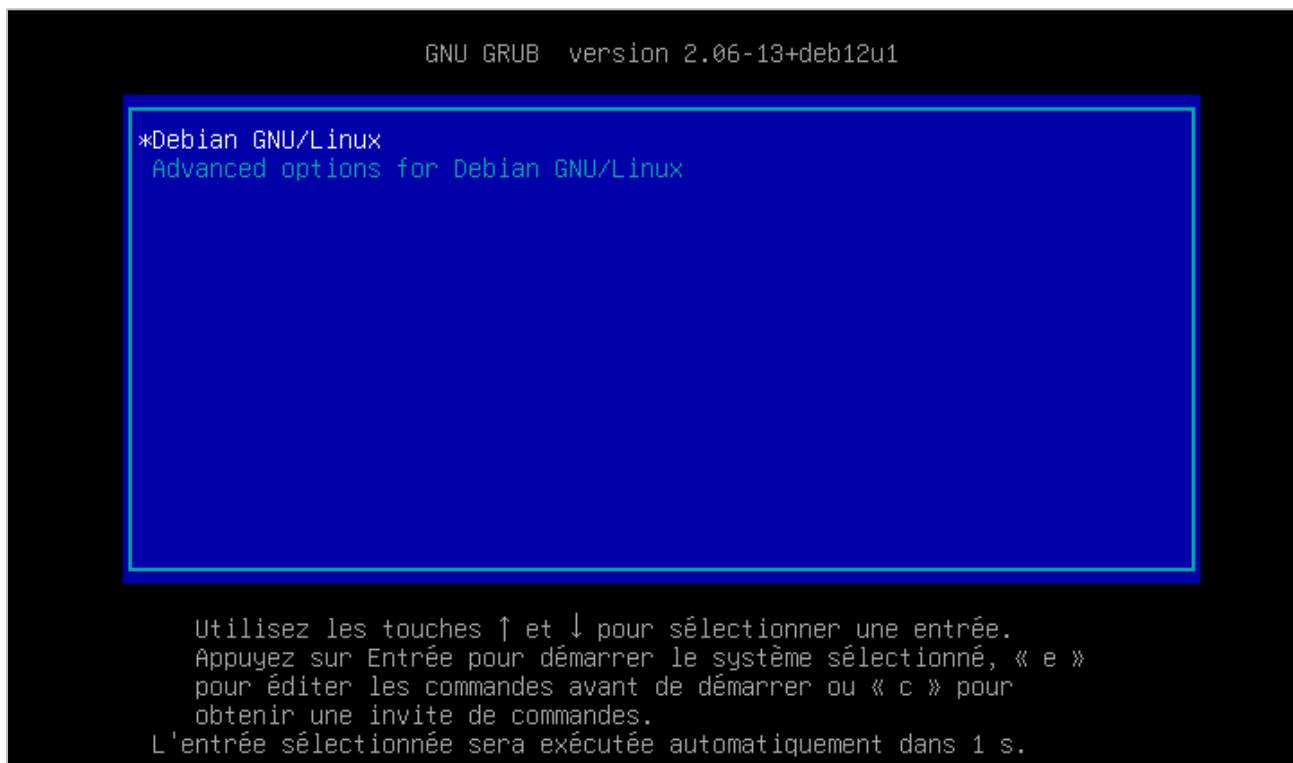 GNU GRUB version 2.06-13+deb12u1
*Debian GNU/Linux
Advanced options for Debian GNU/Linux
Utilisez les touches ↑ et ↓ pour sélectionner une entrée.
Appuyez sur Entrée pour démarrer le système sélectionné, « e »
pour éditer les commandes avant de démarrer ou « c » pour
obtenir une invite de commandes.
L'entrée sélectionnée sera exécutée automatiquement dans 1 s.